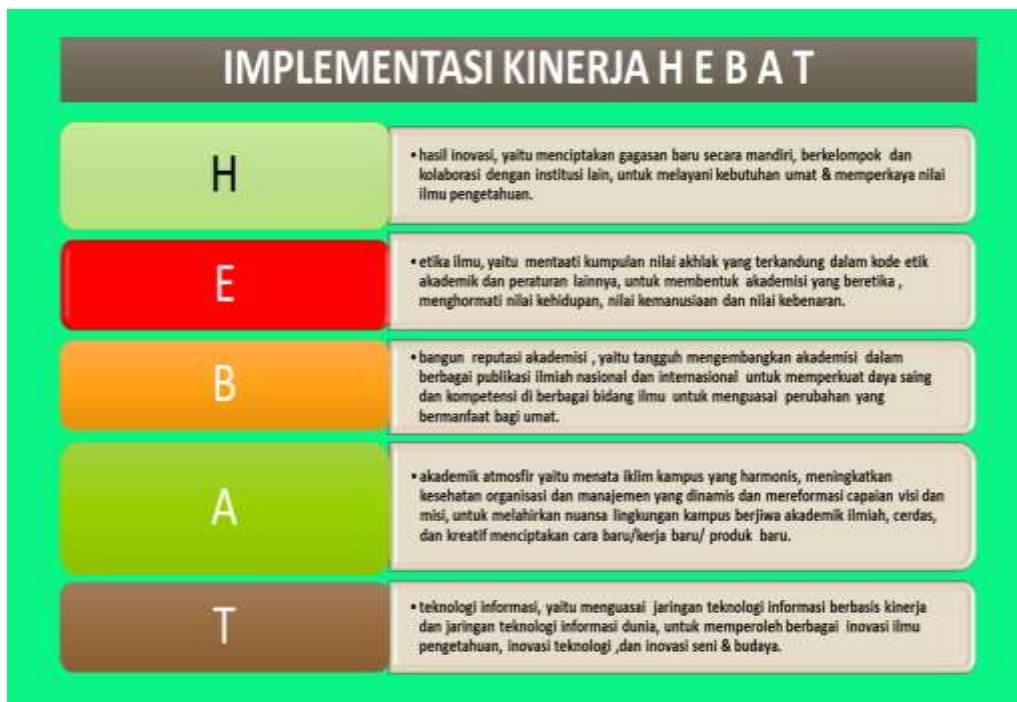 IMPLEMENTASI KINERJA H E B A T
H
• hasil inovasi, yaitu menciptakan gagasan baru secara mandiri, berkelompok dan
kolaborasi dengan institusi lain, untuk melayani kebutuhan umat & memperkaya nilai
ilmu pengetahuan.
E
• etika ilmu, yaitu mentaati kumpulan nilai akhlak yang terkandung dalam kode etik
akademik dan peraturan lainnya, untuk membentuk akademisi yang beretika ,
menghormati nilai kehidupan, nilai kemanusiaan dan nilai kebenaran.
B
• bangun reputasi akademisi , yaitu tangguh mengembangkan akademisi dalam
berbagai publikasi ilmiah nasional dan internasional untuk memperkuat daya saing
dan kompetensi di berbagai bidang ilmu untuk menguasai perubahan yang
bermanfaat bagi umat.
A
• akademik atmosfir yaitu menata iklim kampus yang harmonis, meningkatkan
kesehatan organisasi dan manajemen yang dinamis dan mereformasi capaian visi dan
misi, untuk melahirkan nuansa lingkungan kampus berjiwa akademik ilmiah, cerdas,
dan kreatif menciptakan cara baru/kerja baru/ produk baru.
T
• teknologi informasi, yaitu menguasai jaringan teknologi informasi berbasis kinerja
dan jaringan teknologi informasi dunia, untuk memperoleh berbagai inovasi ilmu
pengetahuan, inovasi teknologi ,dan inovasi seni & budaya.